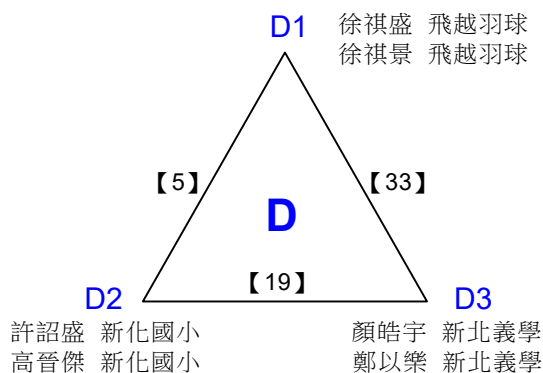 D1
徐祺盛 飛越羽球
徐祺景 飛越羽球
【5】
【33】
D
【19】
D2
D3
許詔盛 新化國小
高晉傑 新化國小
顏皓宇 新北義學
鄭以樂 新北義學